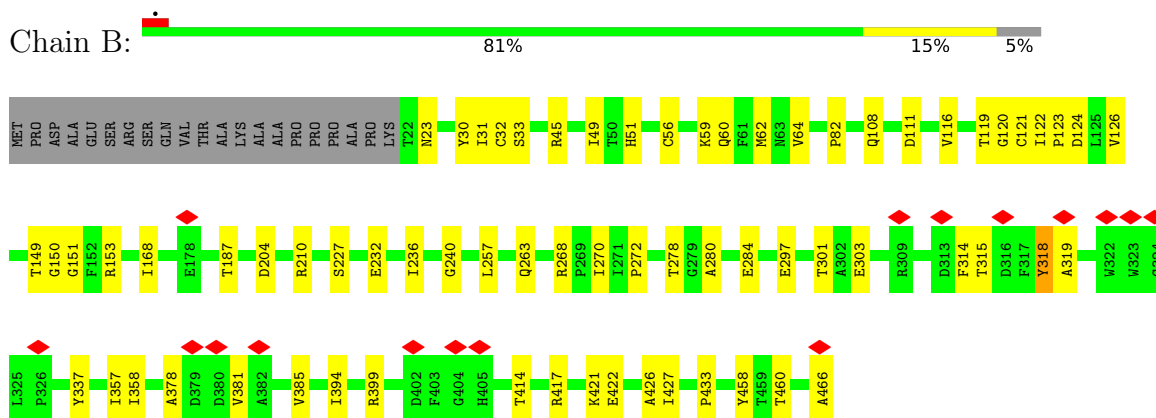 Chain B:
•
81% 15% 5%
MET PRO ASP ALA GLU SER ARG SER GLN VAL THR ALA LYS ALA ALA PRO PRO PRO ALA PRO LYS T22 N23 Y30 I31 C32 S33 R45 I49 T50 H51 C56 K59 Q60 F61 M62 N63 V64 P82 Q108 D111 V116 T119 G120 C121 I122 P123 D124 L125 V126
T149 G150 G151 F152 R153 I168 E178 T187 D204 R210 S227 E232 I236 G240 L257 Q263 R268 P269 I270 I271 P272 T278 G279 A280 E284 E297 T301 A302 E303 R309 D313 F314 T315 D316 F317 Y318 A319 W322 W323 G324
L325 P326 Y337 I357 I358 A378 D379 D380 V381 A382 V385 I394 R399 D402 F403 G404 H405 T414 R417 K421 E422 A426 I427 P433 Y458 T459 T460 A466